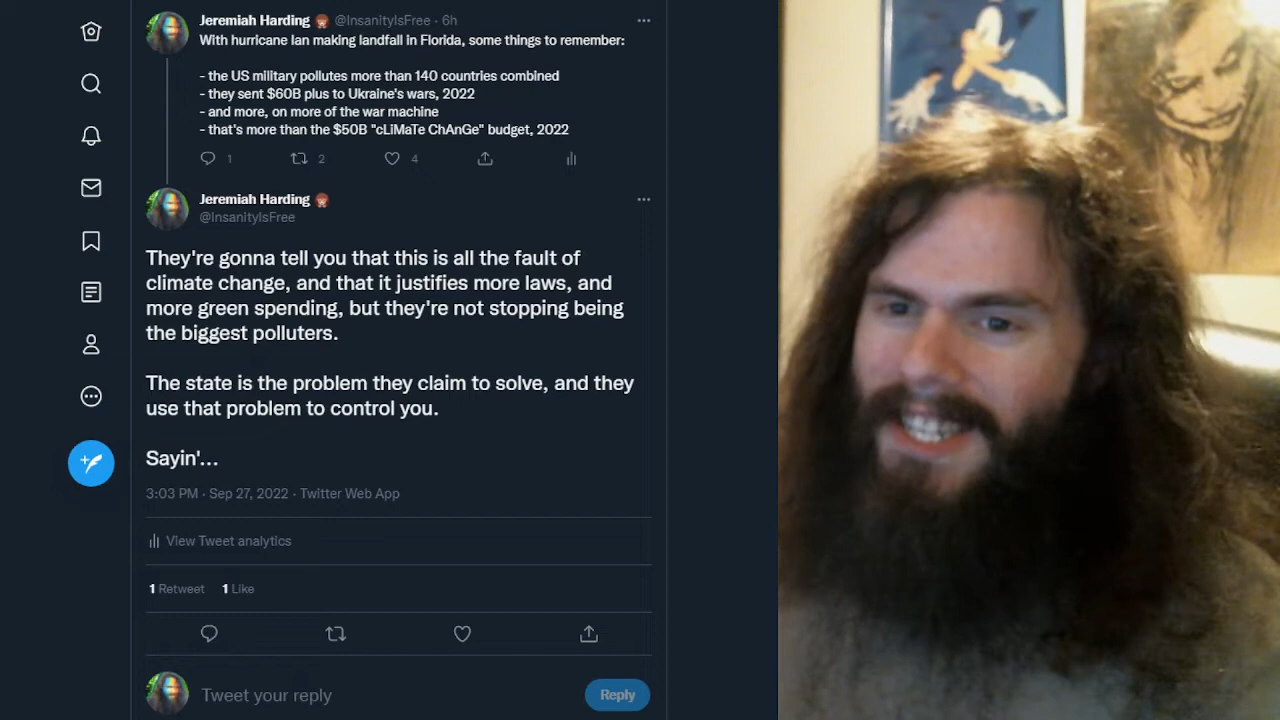 Jeremiah Harding @InsanityIsFree · 6h
With hurricane Ian making landfall in Florida, some things to remember:
- the US military pollutes more than 140 countries combined
- they sent $60B plus to Ukraine's wars, 2022
- and more, on more of the war machine
- that's more than the $50B "cLiMaTe ChAnGe" budget, 2022
1 2 4
Jeremiah Harding
@InsanityIsFree
They're gonna tell you that this is all the fault of
climate change, and that it justifies more laws, and
more green spending, but they're not stopping being
the biggest polluters.
The state is the problem they claim to solve, and they
use that problem to control you.
Sayin'...
3:03 PM · Sep 27, 2022 · Twitter Web App
View Tweet analytics
1 Retweet 1 Like
Tweet your reply
Reply